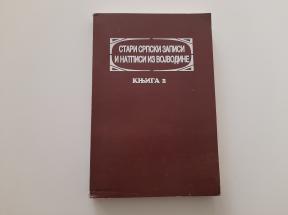 СТАРИ СРПСКИ ЗАПИСИ
И НАТПИСИ ИЗ ВОЈВОДИНЕ
КЊИГА 2